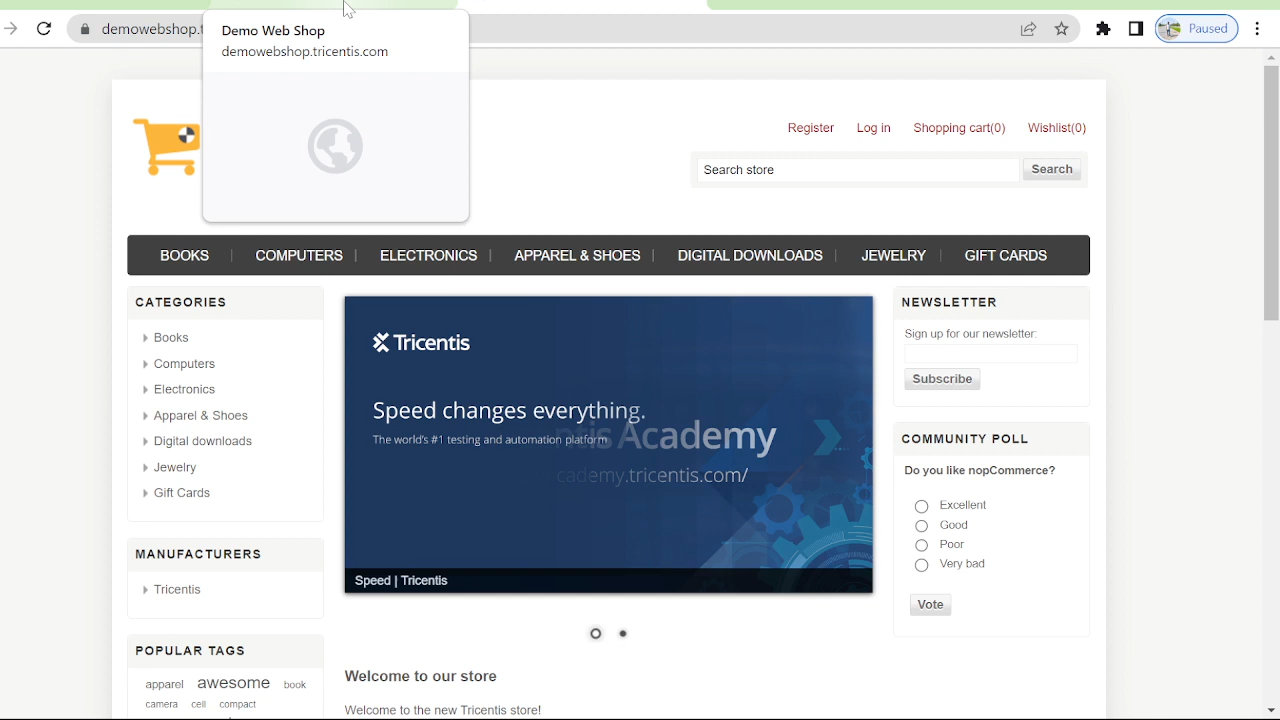 demowebshop.t
Paused
Demo Web Shop
demowebshop.tricentis.com
Register Log in Shopping cart(0) Wishlist(0)
Search store Search
BOOKS | COMPUTERS | ELECTRONICS | APPAREL & SHOES | DIGITAL DOWNLOADS | JEWELRY | GIFT CARDS
CATEGORIES
Books
Computers
Electronics
Apparel & Shoes
Digital downloads
Jewelry
Gift Cards
MANUFACTURERS
Tricentis
POPULAR TAGS
apparel awesome book
camera cell compact
Tricentis
Speed changes everything.
The world's #1 testing and automation platform
ntis Academy
cademy.tricentis.com/
Speed | Tricentis
Welcome to our store
Welcome to the new Tricentis store!
NEWSLETTER
Sign up for our newsletter:
Subscribe
COMMUNITY POLL
Do you like nopCommerce?
Excellent
Good
Poor
Very bad
Vote